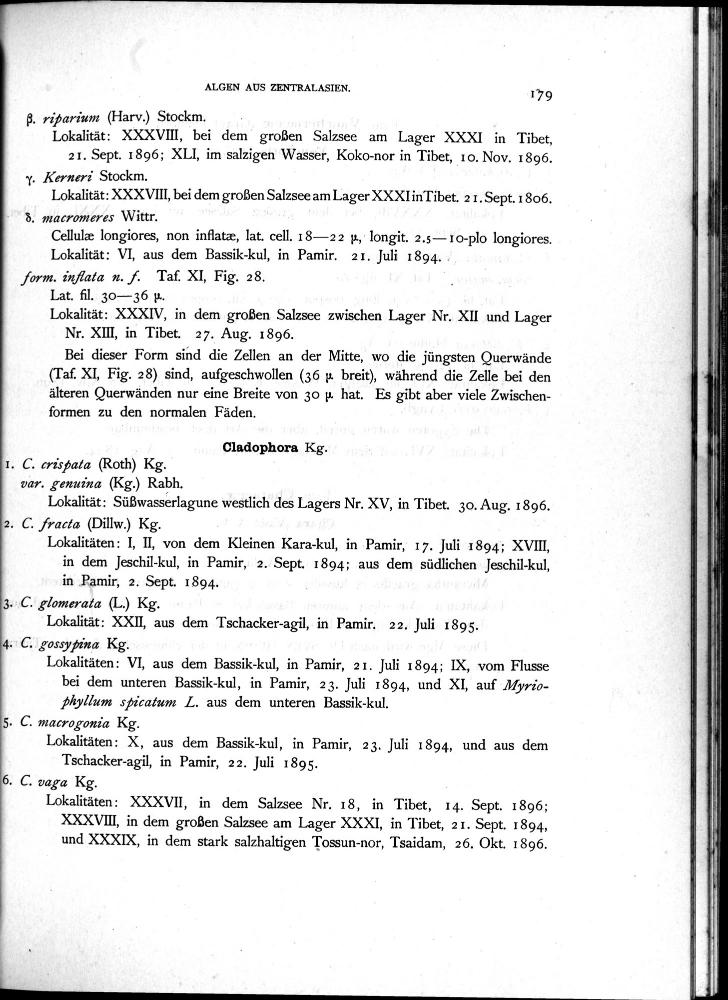 ALGEN AUS ZENTRALASIEN.
179
β. riparium (Harv.) Stockm.
Lokalität: XXXVIII, bei dem großen Salzsee am Lager XXXI in Tibet,
21. Sept. 1896; XLI, im salzigen Wasser, Koko-nor in Tibet, 10. Nov. 1896.
γ. Kerneri Stockm.
Lokalität: XXXVIII, bei dem großen Salzsee am Lager XXXI in Tibet. 21. Sept. 1806.
δ. macromeres Wittr.
Cellulæ longiores, non inflatæ, lat. cell. 18—22 μ, longit. 2.5—10-plo longiores.
Lokalität: VI, aus dem Bassik-kul, in Pamir. 21. Juli 1894.
form. inflata n. f. Taf. XI, Fig. 28.
Lat. fil. 30—36 μ.
Lokalität: XXXIV, in dem großen Salzsee zwischen Lager Nr. XII und Lager
Nr. XIII, in Tibet. 27. Aug. 1896.
Bei dieser Form sind die Zellen an der Mitte, wo die jüngsten Querwände
(Taf. XI, Fig. 28) sind, aufgeschwollen (36 μ breit), während die Zelle bei den
älteren Querwänden nur eine Breite von 30 μ hat. Es gibt aber viele Zwischen-
formen zu den normalen Fäden.
Cladophora Kg.
1. C. crispata (Roth) Kg.
var. genuina (Kg.) Rabh.
Lokalität: Süßwasserlagune westlich des Lagers Nr. XV, in Tibet. 30. Aug. 1896.
2. C. fracta (Dillw.) Kg.
Lokalitäten: I, II, von dem Kleinen Kara-kul, in Pamir, 17. Juli 1894; XVIII,
in dem Jeschil-kul, in Pamir, 2. Sept. 1894; aus dem südlichen Jeschil-kul,
in Pamir, 2. Sept. 1894.
3. C. glomerata (L.) Kg.
Lokalität: XXII, aus dem Tschacker-agil, in Pamir. 22. Juli 1895.
4. C. gossypina Kg.
Lokalitäten: VI, aus dem Bassik-kul, in Pamir, 21. Juli 1894; IX, vom Flusse
bei dem unteren Bassik-kul, in Pamir, 23. Juli 1894, und XI, auf Myrio-
phyllum spicatum L. aus dem unteren Bassik-kul.
5. C. macrogonia Kg.
Lokalitäten: X, aus dem Bassik-kul, in Pamir, 23. Juli 1894, und aus dem
Tschacker-agil, in Pamir, 22. Juli 1895.
6. C. vaga Kg.
Lokalitäten: XXXVII, in dem Salzsee Nr. 18, in Tibet, 14. Sept. 1896;
XXXVIII, in dem großen Salzsee am Lager XXXI, in Tibet, 21. Sept. 1894,
und XXXIX, in dem stark salzhaltigen Tossun-nor, Tsaidam, 26. Okt. 1896.